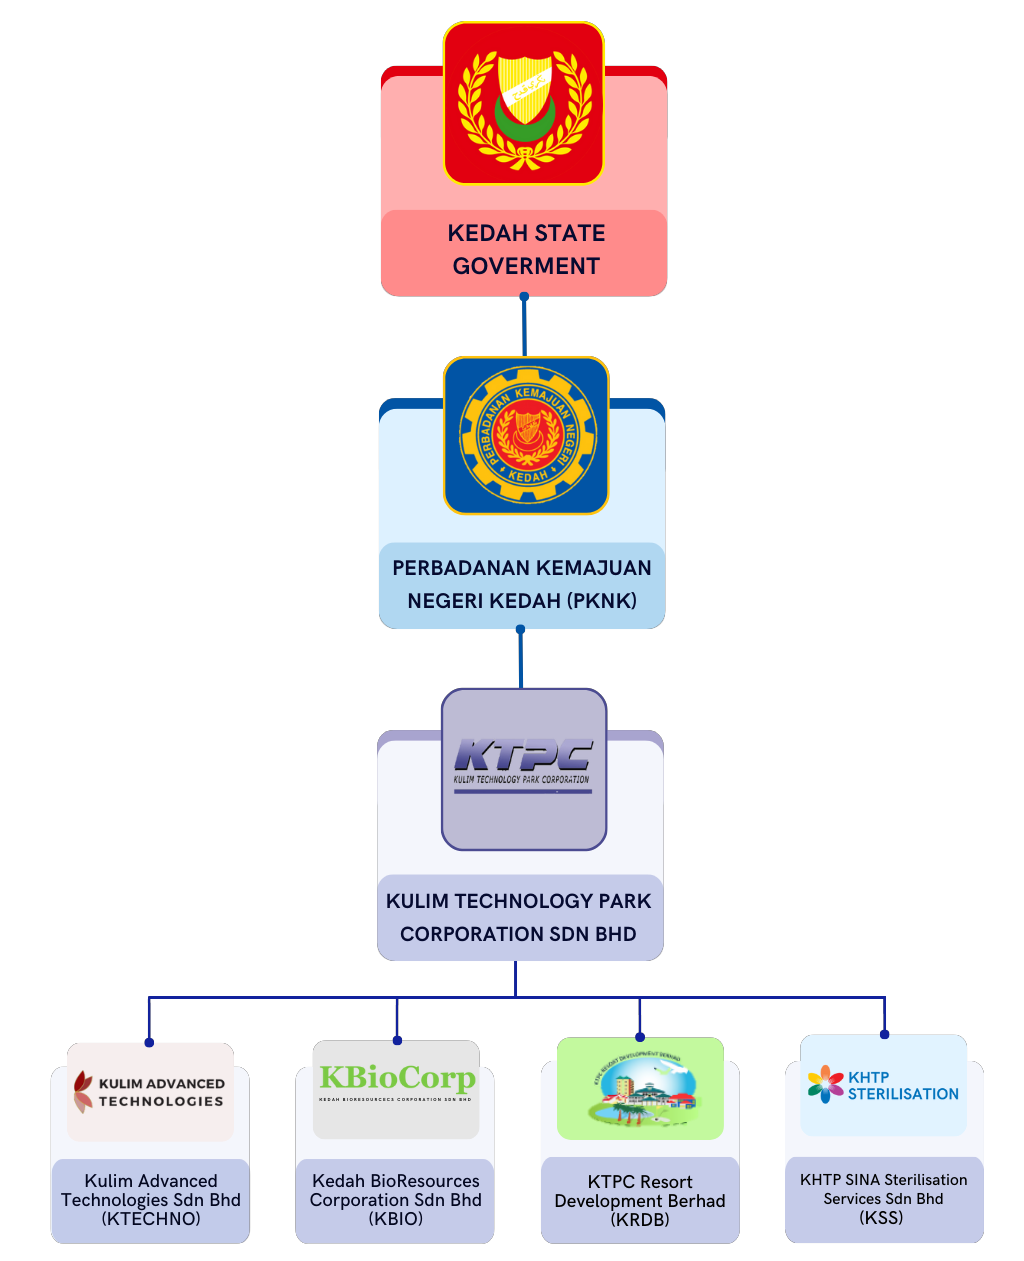 KEDAH STATE
GOVERMENT
PERBADANAN KEMAJUAN NEGERI
• KEDAH •
PERBADANAN KEMAJUAN
NEGERI KEDAH (PKNK)
KTPC
KULIM TECHNOLOGY PARK CORPORATION
KULIM TECHNOLOGY PARK
CORPORATION SDN BHD
KULIM ADVANCED
TECHNOLOGIES
Kulim Advanced
Technologies Sdn Bhd
(KTECHNO)
KBioCorp
KEDAH BIORESOURCECS CORPORATION SDN BHD
Kedah BioResources
Corporation Sdn Bhd
(KBIO)
KTPC RESORT DEVELOPMENT BERHAD
KTPC Resort
Development Berhad
(KRDB)
KHTP
STERILISATION
KHTP SINA Sterilisation
Services Sdn Bhd
(KSS)